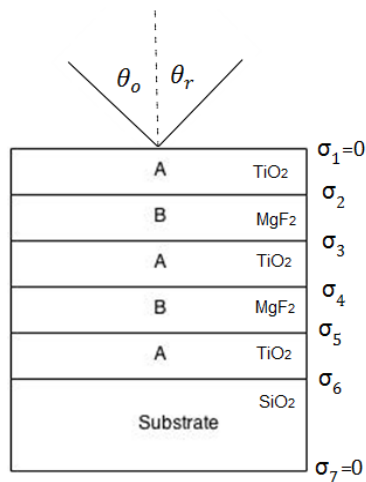 θₒ θᵣ
σ₁=0
A TiO₂
σ₂
B MgF₂
σ₃
A TiO₂
σ₄
B MgF₂
σ₅
A TiO₂
σ₆
SiO₂
Substrate
σ₇=0